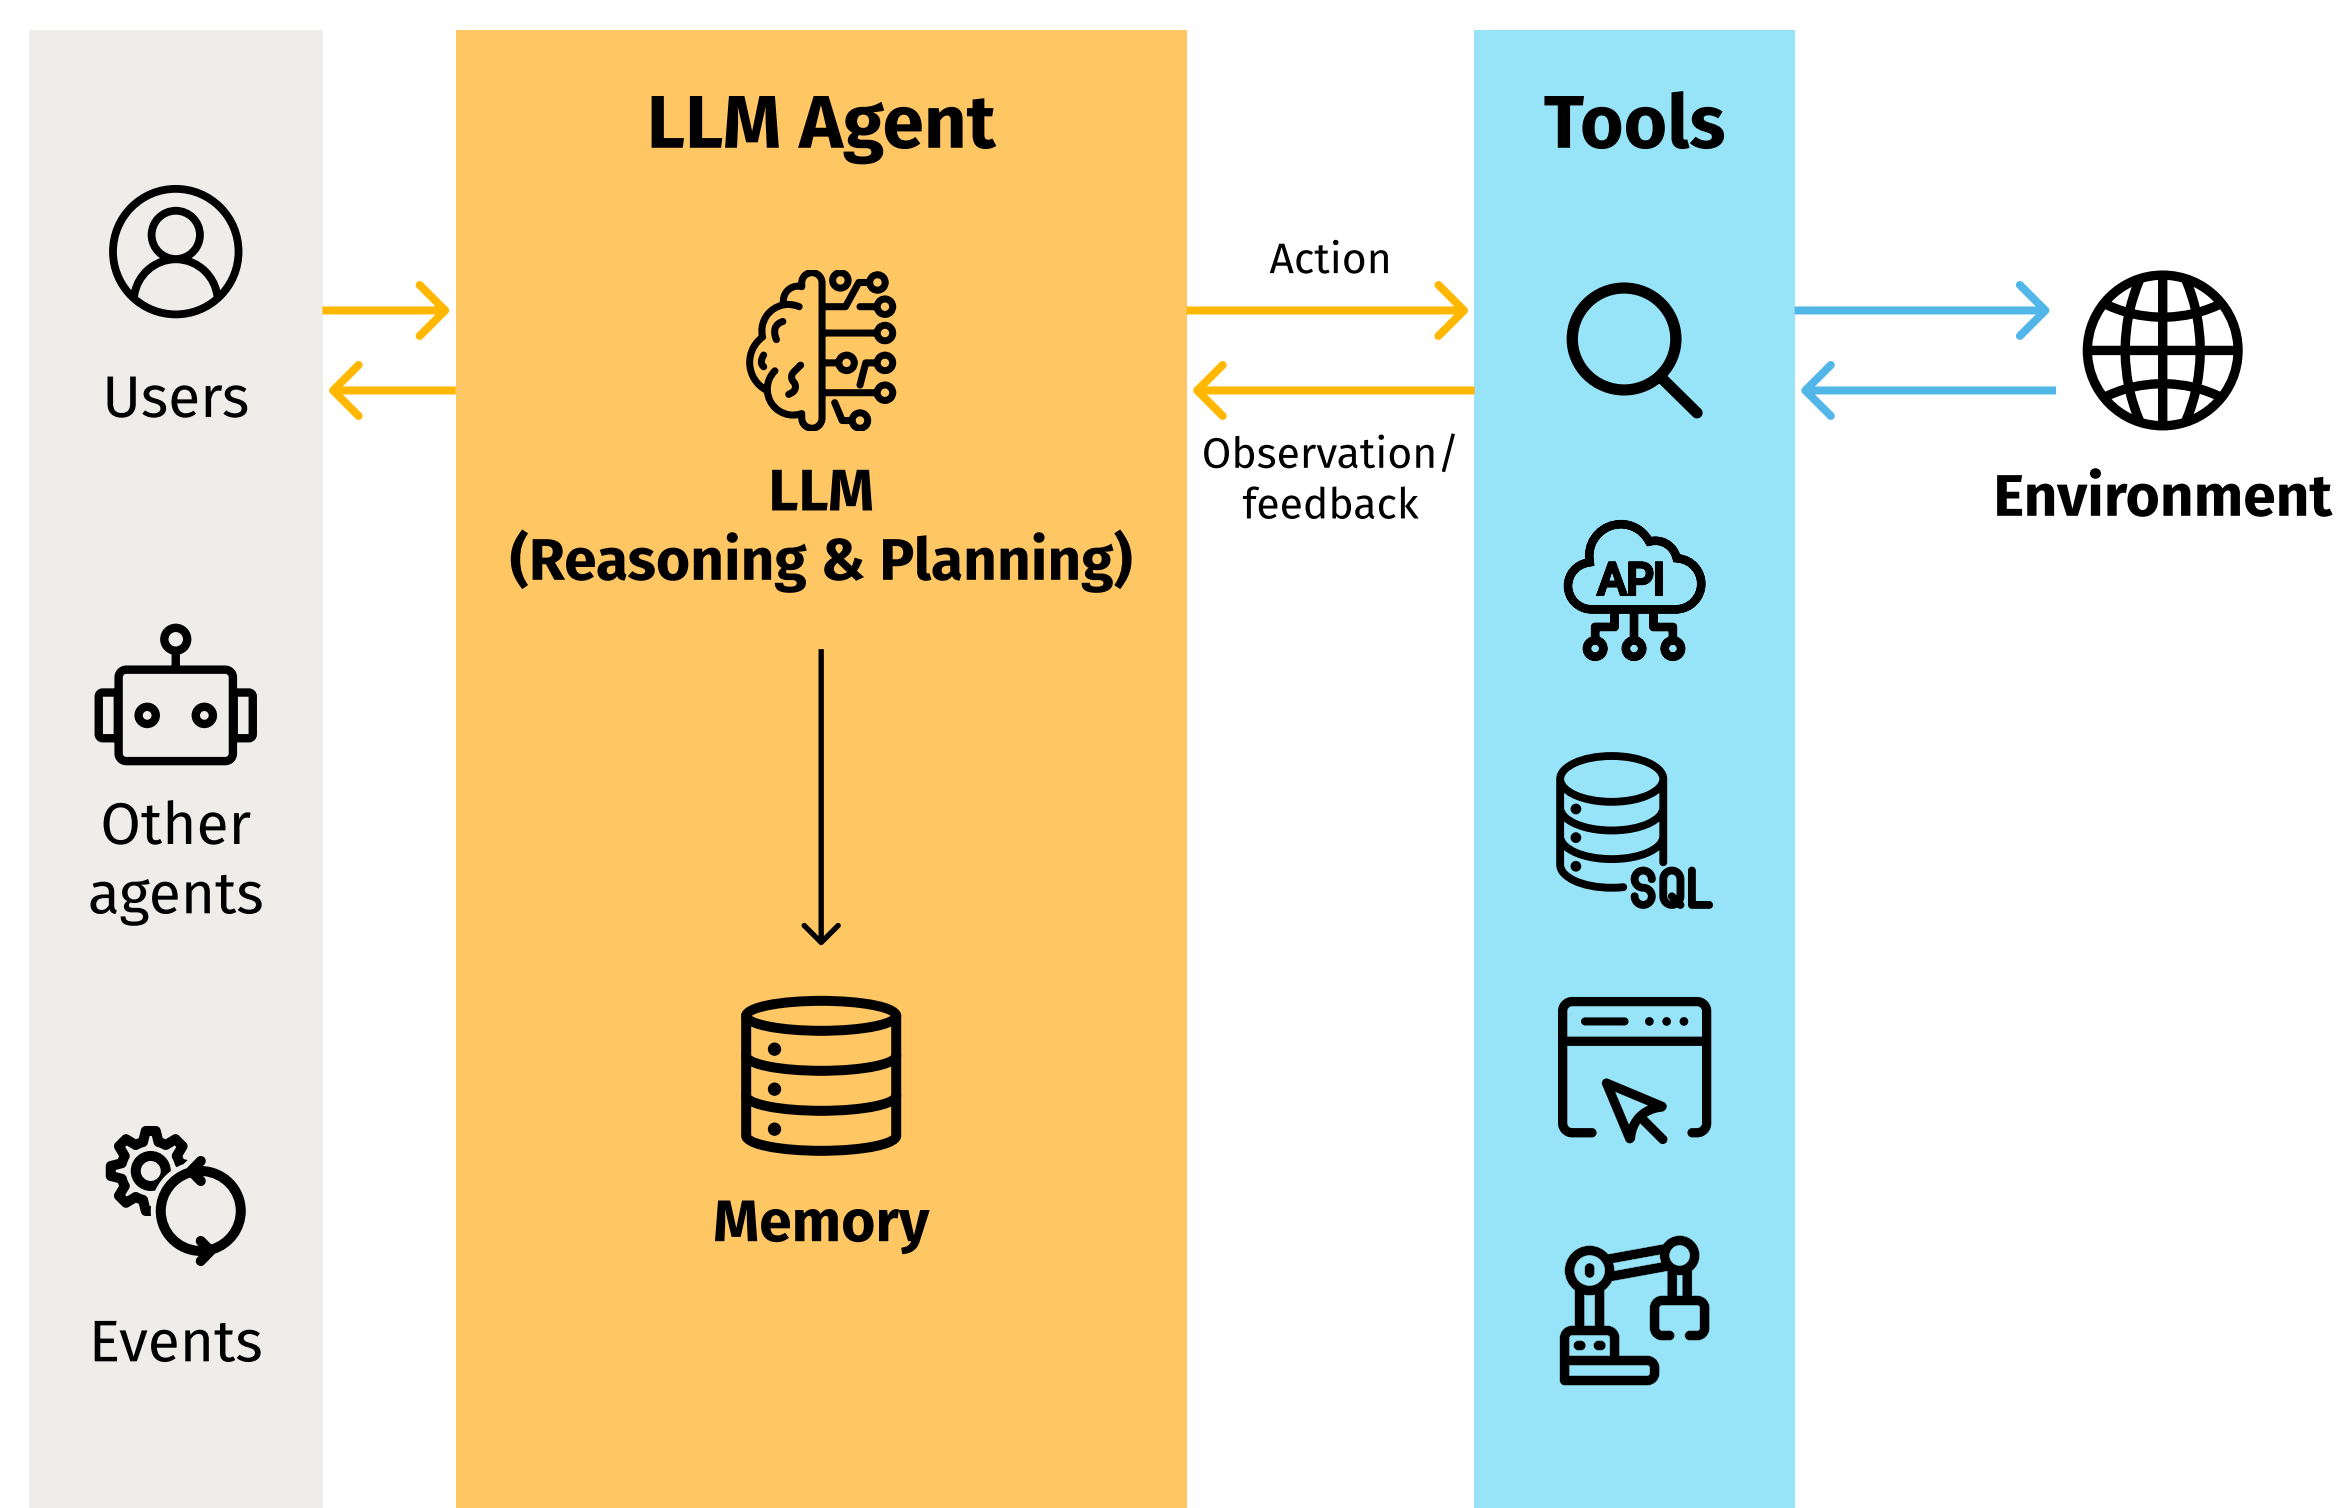 Users
Other
agents
Events
LLM Agent
LLM
(Reasoning & Planning)
Memory
Action
Observation/
feedback
Tools
API
SQL
Environment